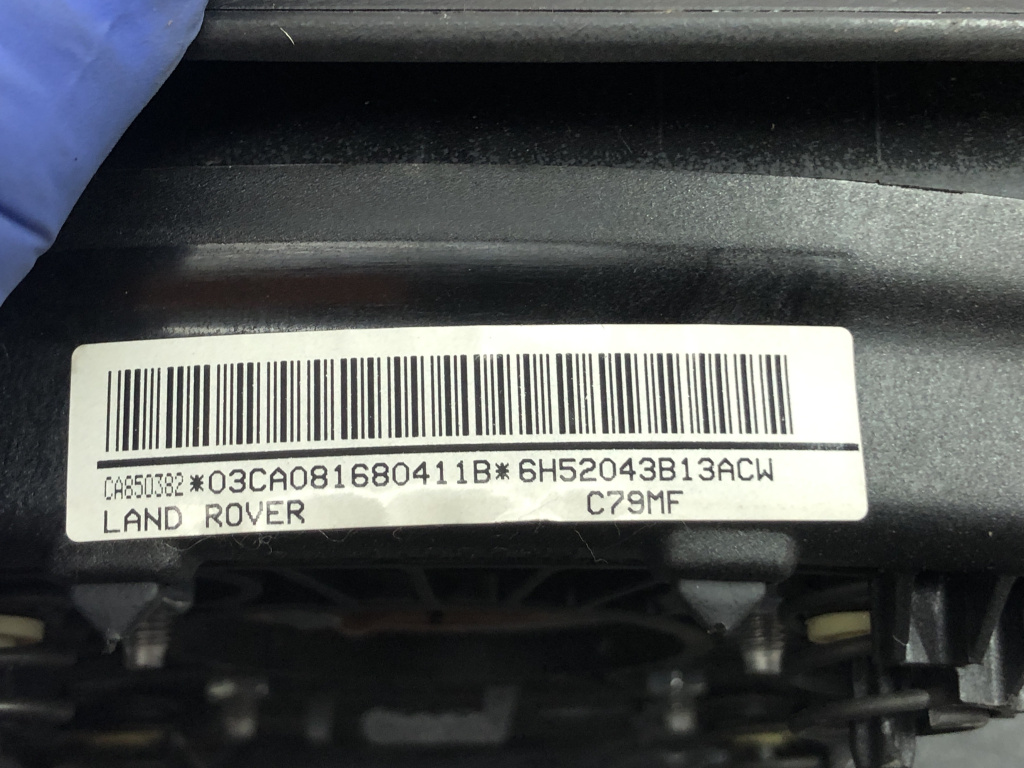 CA850382 *03CA081680411B*6H52043B13ACW
LAND ROVER C79MF